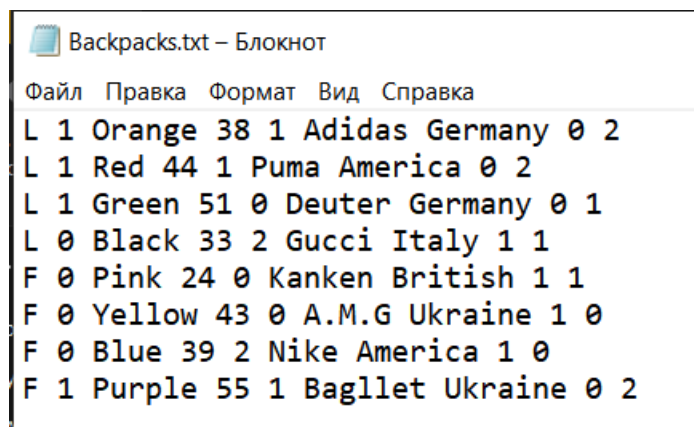 Backpacks.txt – Блокнот
Файл Правка Формат Вид Справка
L 1 Orange 38 1 Adidas Germany 0 2
L 1 Red 44 1 Puma America 0 2
L 1 Green 51 0 Deuter Germany 0 1
L 0 Black 33 2 Gucci Italy 1 1
F 0 Pink 24 0 Kanken British 1 1
F 0 Yellow 43 0 A.M.G Ukraine 1 0
F 0 Blue 39 2 Nike America 1 0
F 1 Purple 55 1 Bagllet Ukraine 0 2